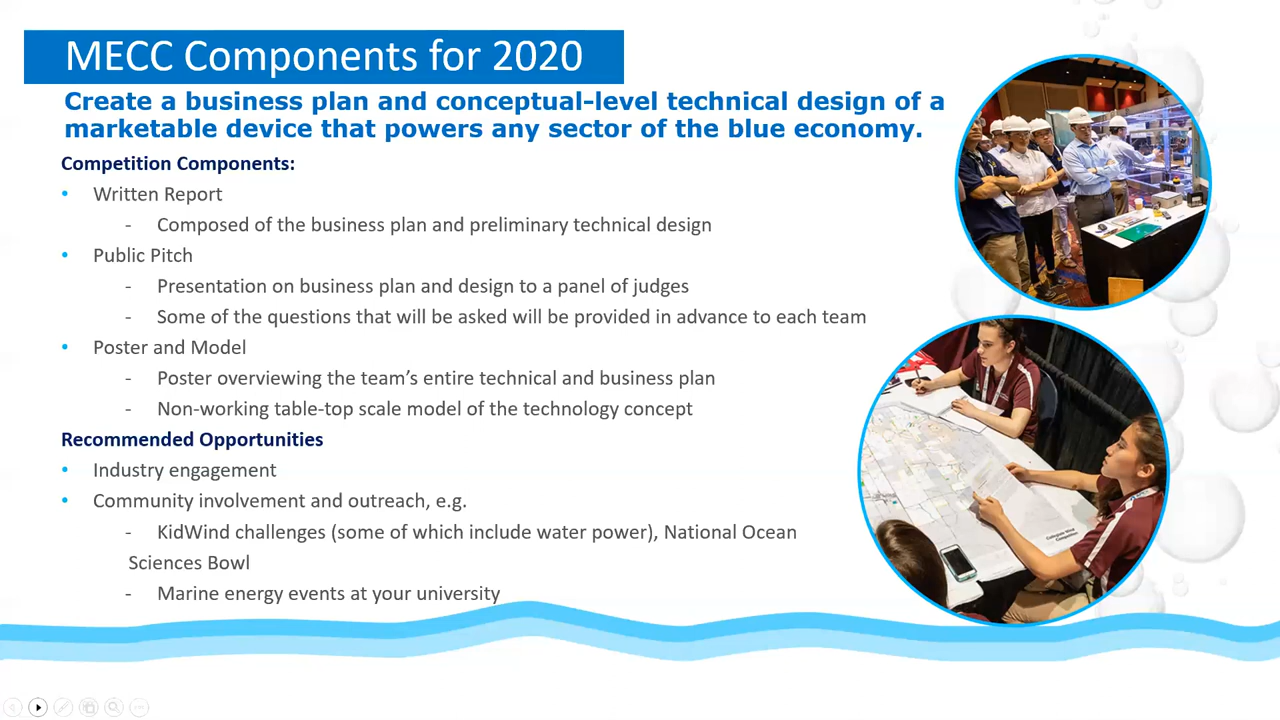 MECC Components for 2020
Create a business plan and conceptual-level technical design of a
marketable device that powers any sector of the blue economy.
Competition Components:
• Written Report
- Composed of the business plan and preliminary technical design
• Public Pitch
- Presentation on business plan and design to a panel of judges
- Some of the questions that will be asked will be provided in advance to each team
• Poster and Model
- Poster overviewing the team's entire technical and business plan
- Non-working table-top scale model of the technology concept
Recommended Opportunities
• Industry engagement
• Community involvement and outreach, e.g.
- KidWind challenges (some of which include water power), National Ocean
Sciences Bowl
- Marine energy events at your university
Collegiate Wind
Competition